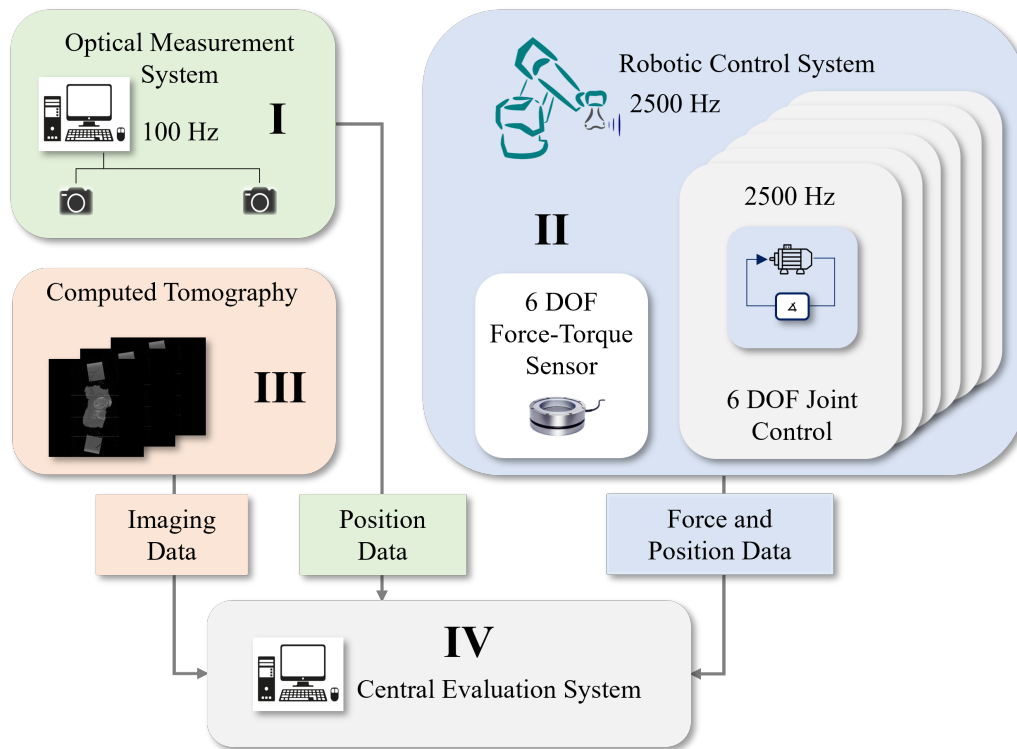 Optical Measurement
System
100 Hz
I
Robotic Control System
2500 Hz
II
6 DOF
Force-Torque
Sensor
2500 Hz
6 DOF Joint
Control
Computed Tomography
III
Imaging
Data
Position
Data
Force and
Position Data
IV
Central Evaluation System